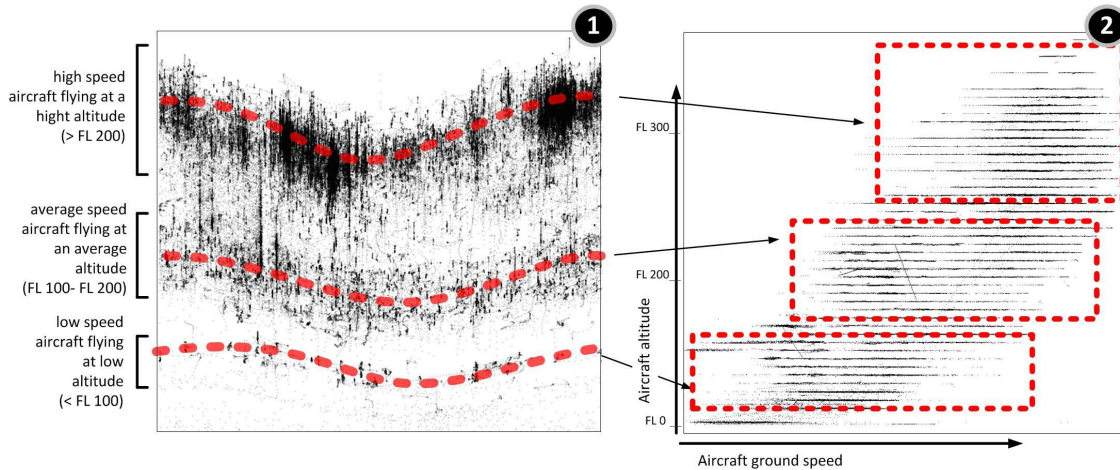 1
high speed
aircraft flying at a
hight altitude
(> FL 200)
average speed
aircraft flying at
an average
altitude
(FL 100- FL 200)
low speed
aircraft flying
at low
altitude
(< FL 100)
2
FL 300
FL 200
FL 0
Aircraft altitude
Aircraft ground speed